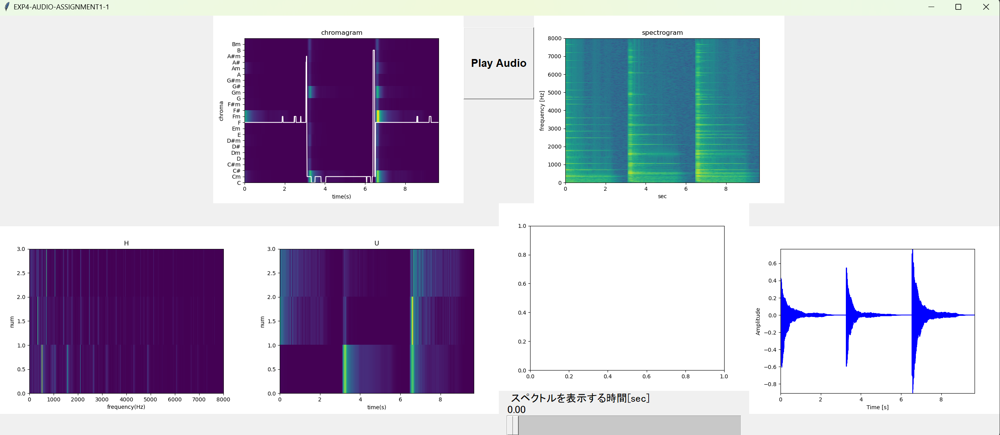 EXP4-AUDIO-ASSIGNMENT1-1
chromagram
Bm
B
A#m
A#
Am
A
G#m
G#
Gm
G
F#m
F#
Fm
F
Em
E
D#m
D#
Dm
D
C#m
C#
Cm
C
chroma
0 2 4 6 8
time(s)
Play Audio
spectrogram
8000
7000
6000
5000
4000
3000
2000
1000
0
frequency [Hz]
0 2 4 6 8
sec
H
3.0
2.5
2.0
1.5
1.0
0.5
0.0
num
0 1000 2000 3000 4000 5000 6000 7000 8000
frequency(Hz)
U
3.0
2.5
2.0
1.5
1.0
0.5
0.0
num
0 2 4 6 8
time(s)
1.0
0.8
0.6
0.4
0.2
0.0
0.0 0.2 0.4 0.6 0.8 1.0
スペクトルを表示する時間[sec]
0.00
0.6
0.4
0.2
0.0
−0.2
−0.4
−0.6
−0.8
Amplitude
0 2 4 6 8
Time [s]